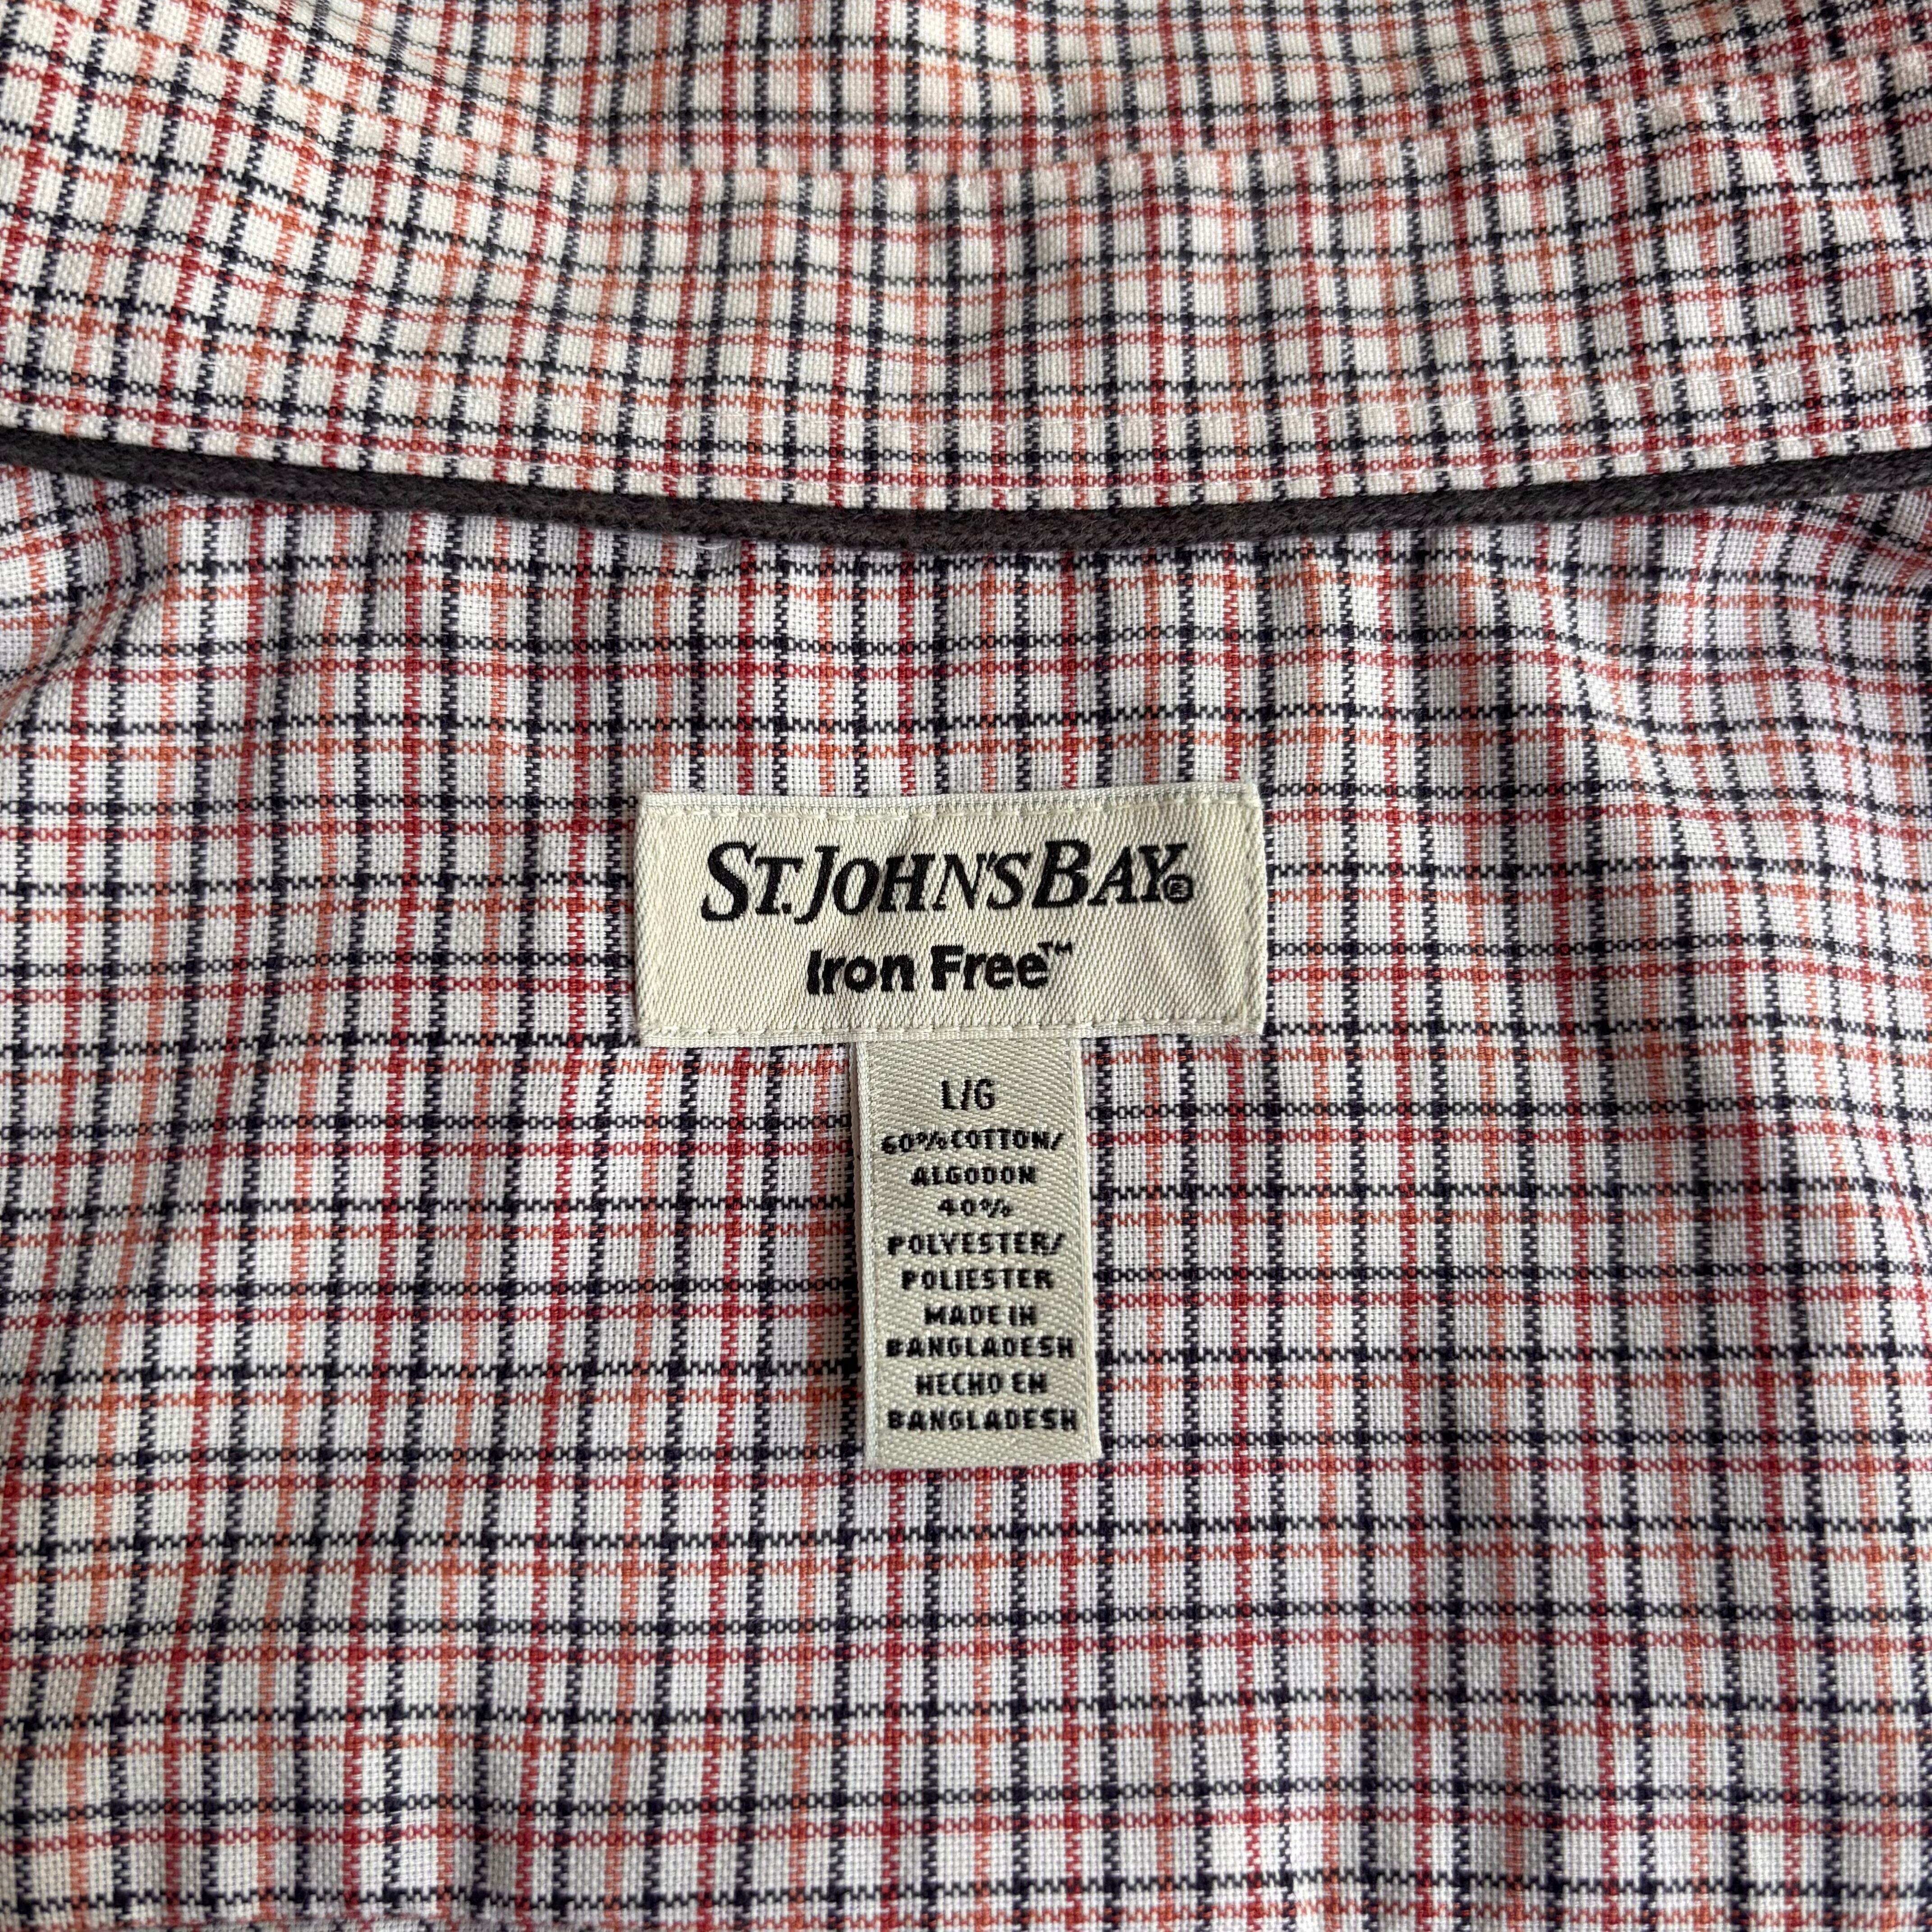 ST. JOHN'S BAY®
Iron Free™
L/G
60% COTTON/
ALGODON
40%
POLYESTER/
POLIESTER
MADE IN
BANGLADESH
HECHO EN
BANGLADESH